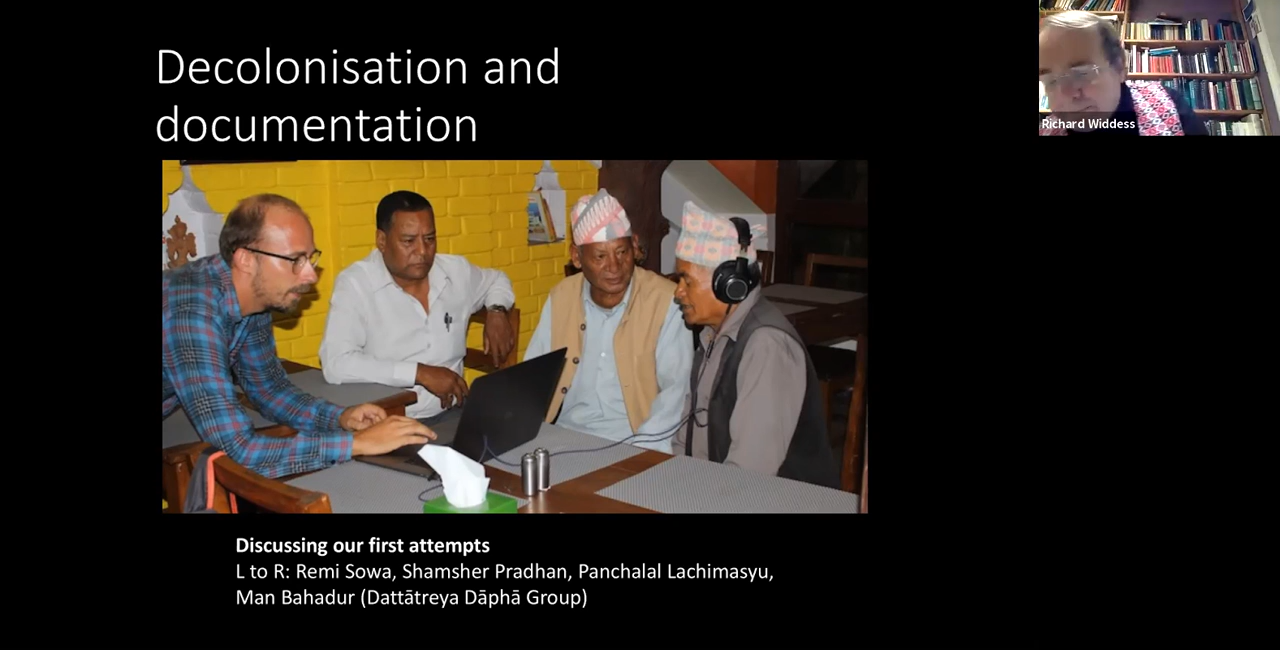 Decolonisation and
documentation
Richard Widdess
Discussing our first attempts
L to R: Remi Sowa, Shamsher Pradhan, Panchalal Lachimasyu,
Man Bahadur (Dattātreya Dāphā Group)